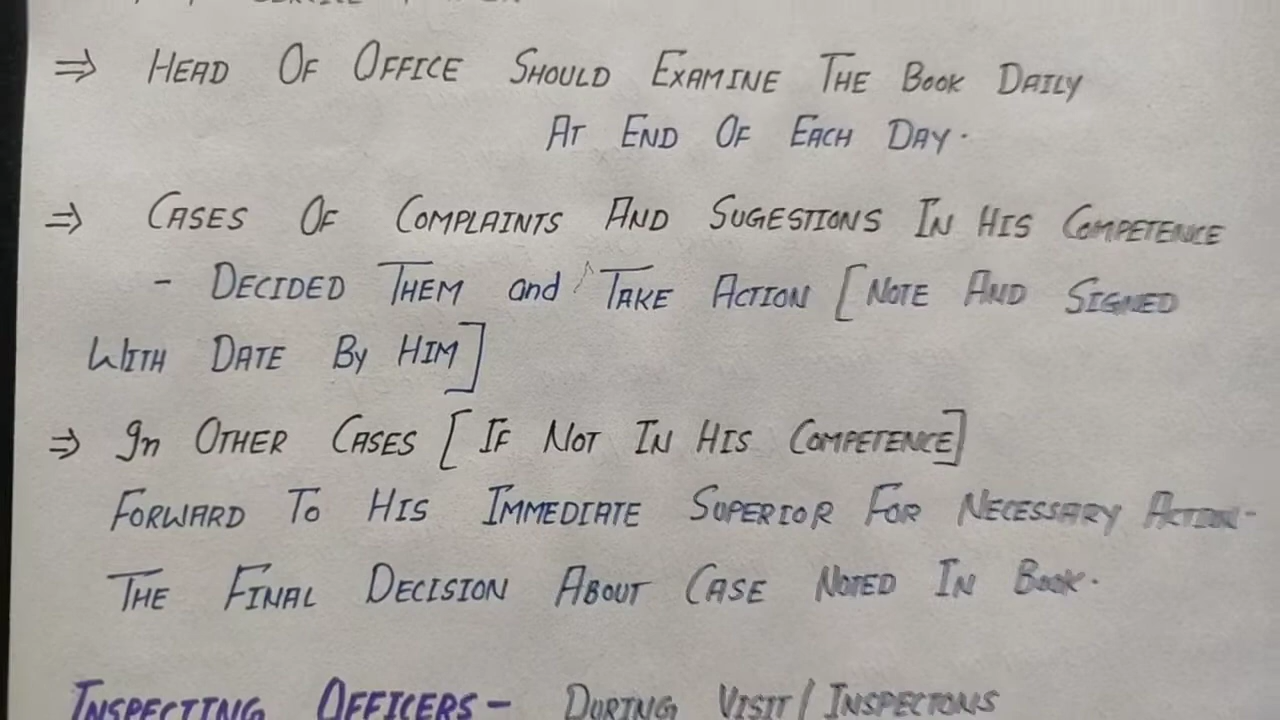 ⇒ HEAD OF OFFICE SHOULD EXAMINE THE BOOK DAILY
AT END OF EACH DAY.
⇒ CASES OF COMPLAINTS AND SUGESTIONS IN HIS COMPETENCE
- DECIDED THEM and TAKE ACTION [NOTE AND SIGNED
WITH DATE BY HIM]
⇒ In OTHER CASES [IF NOT IN HIS COMPETENCE]
FORWARD TO HIS IMMEDIATE SUPERIOR FOR NECESSARY ACTION-
THE FINAL DECISION ABOUT CASE NOTED IN BOOK.
INSPECTING OFFICERS - DURING VISIT/INSPECTONS